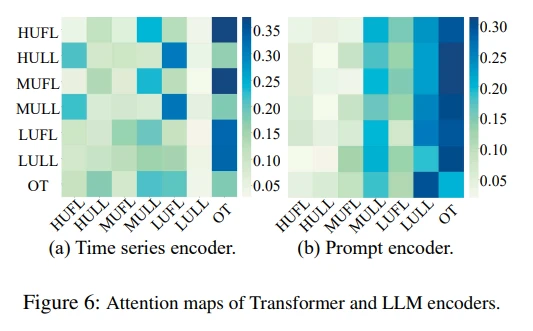 HUFL
HULL
MUFL
MULL
LUFL
LULL
OT
0.35
0.30
0.25
0.20
0.15
0.10
0.05
HUFL HULL MUFL MULL LUFL LULL OT
(a) Time series encoder.
0.30
0.25
0.20
0.15
0.10
0.05
HUFL HULL MUFL MULL LUFL LULL OT
(b) Prompt encoder.
Figure 6: Attention maps of Transformer and LLM encoders.